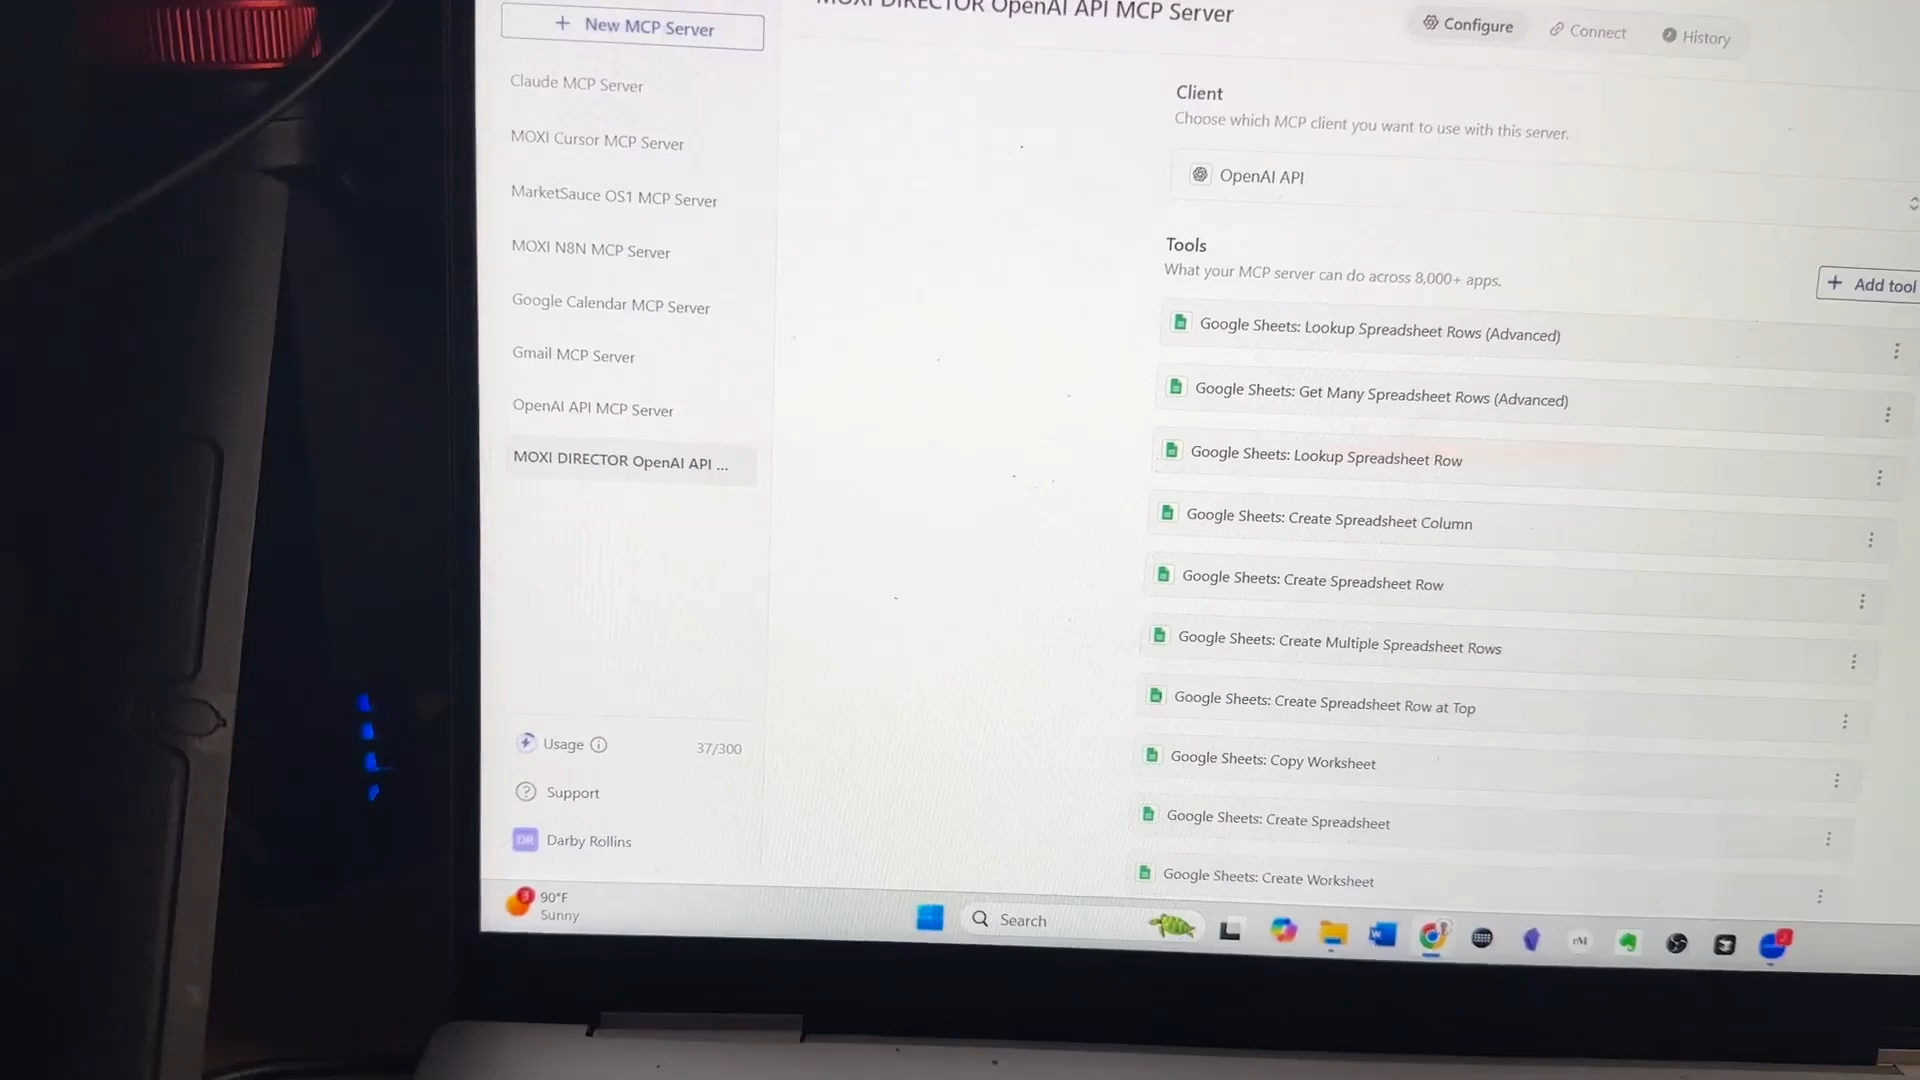 MOXI DIRECTOR OpenAI API MCP Server
Configure
Connect
History
+ New MCP Server
Claude MCP Server
MOXI Cursor MCP Server
MarketSauce OS1 MCP Server
MOXI N8N MCP Server
Google Calendar MCP Server
Gmail MCP Server
OpenAI API MCP Server
MOXI DIRECTOR OpenAI API ...
Usage 37/300
Support
DR Darby Rollins
Client
Choose which MCP client you want to use with this server.
OpenAI API
Tools
What your MCP server can do across 8,000+ apps.
+ Add tool
Google Sheets: Lookup Spreadsheet Rows (Advanced)
Google Sheets: Get Many Spreadsheet Rows (Advanced)
Google Sheets: Lookup Spreadsheet Row
Google Sheets: Create Spreadsheet Column
Google Sheets: Create Spreadsheet Row
Google Sheets: Create Multiple Spreadsheet Rows
Google Sheets: Create Spreadsheet Row at Top
Google Sheets: Copy Worksheet
Google Sheets: Create Spreadsheet
Google Sheets: Create Worksheet
3
90°F
Sunny
Search
W
rM